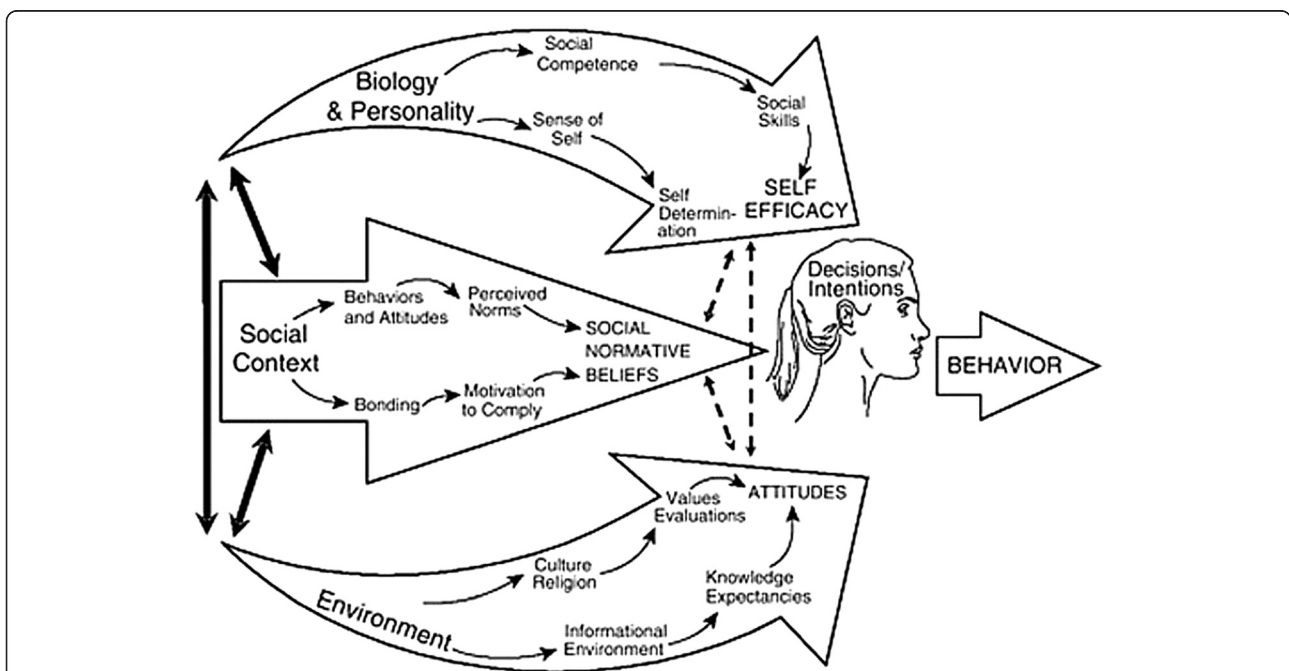 Social
Competence
Biology
& Personality
Social
Skills
Sense of
Self
Self
Determin-
ation
SELF
EFFICACY
Decisions/
Intentions
Behaviors
and Attitudes
Perceived
Norms
Social
Context
SOCIAL
NORMATIVE
BELIEFS
Bonding
Motivation
to Comply
BEHAVIOR
Values
Evaluations
ATTITUDES
Culture
Religion
Knowledge
Expectancies
Environment
Informational
Environment